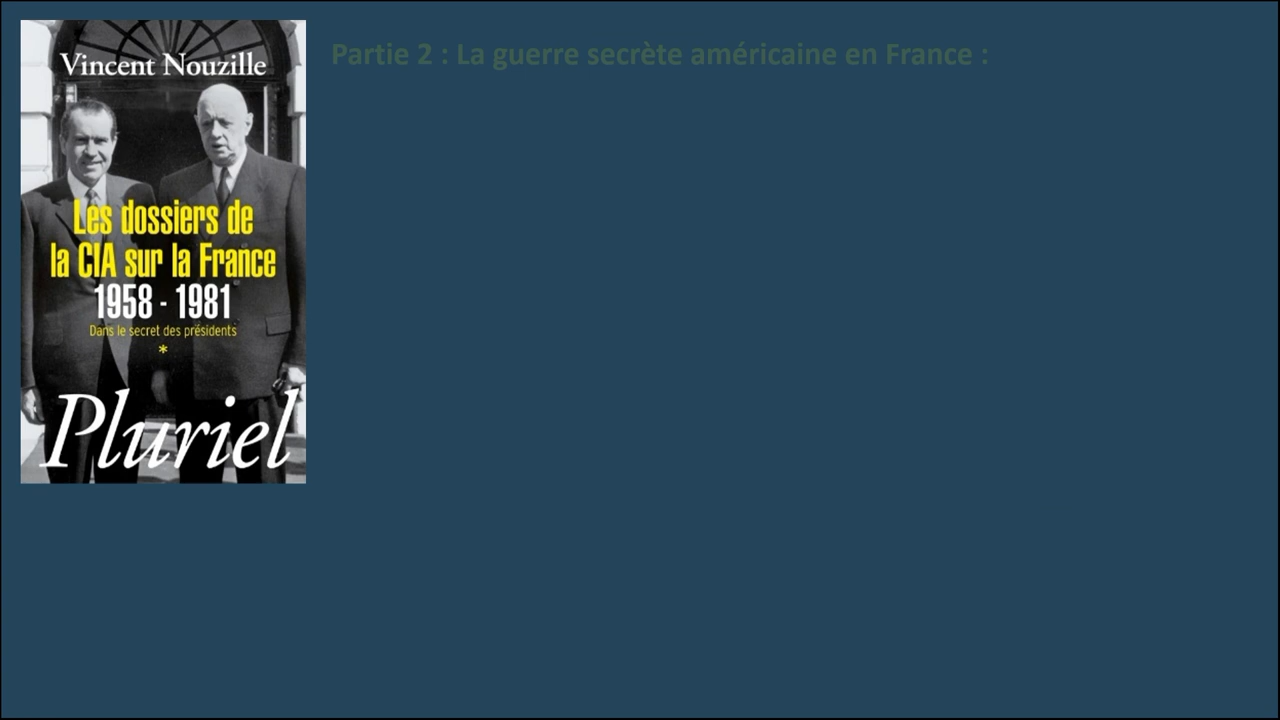 Vincent Nouzille
Les dossiers de
la CIA sur la France
1958 - 1981
Dans le secret des présidents
*
Pluriel
Partie 2 : La guerre secrète américaine en France :